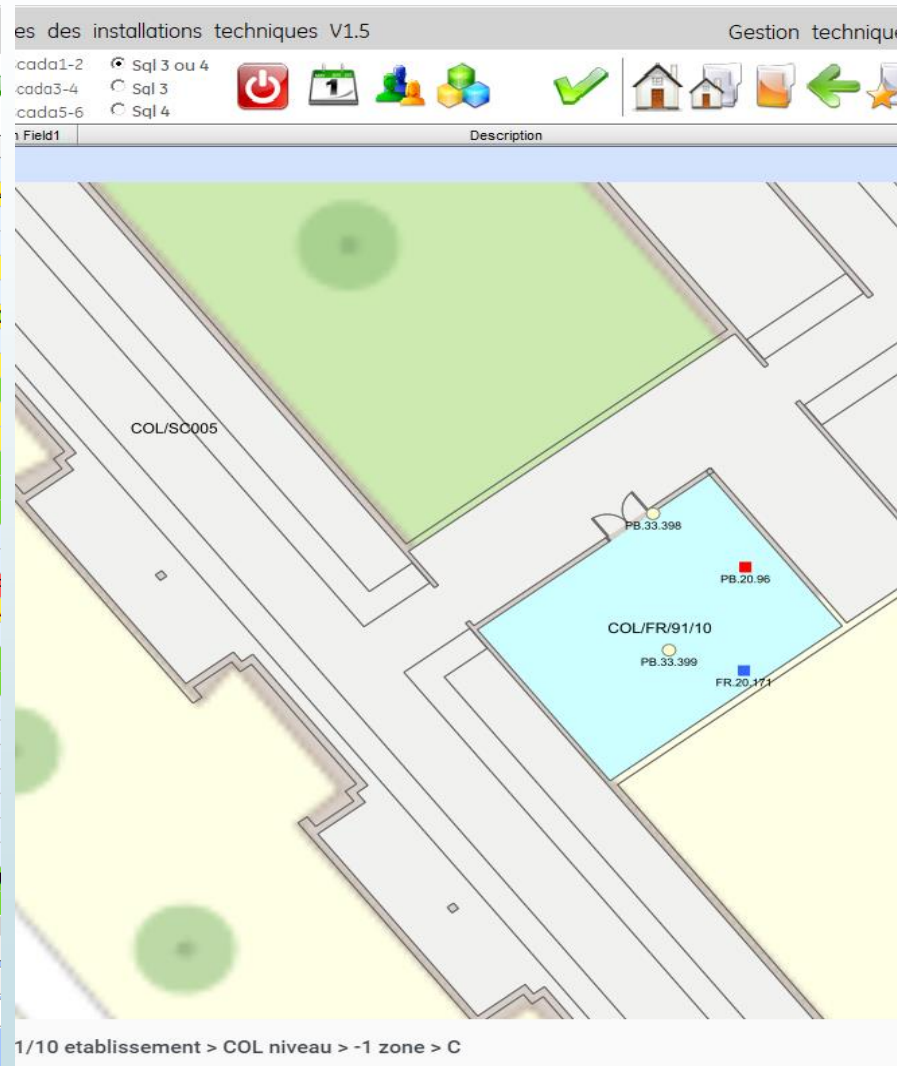 es des installations techniques V1.5 Gestion technique
cada1-2 Sql 3 ou 4
cada3-4 Sql 3
cada5-6 Sql 4
1
Field1 Description
COL/SC005
PB.33.398
PB.20.96
COL/FR/91/10
PB.33.399
FR.20.171
1/10 etablissement > COL niveau > -1 zone > C